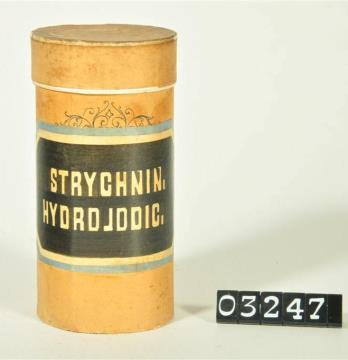 STRYCHNIN.
HYDROJODIC.
03247